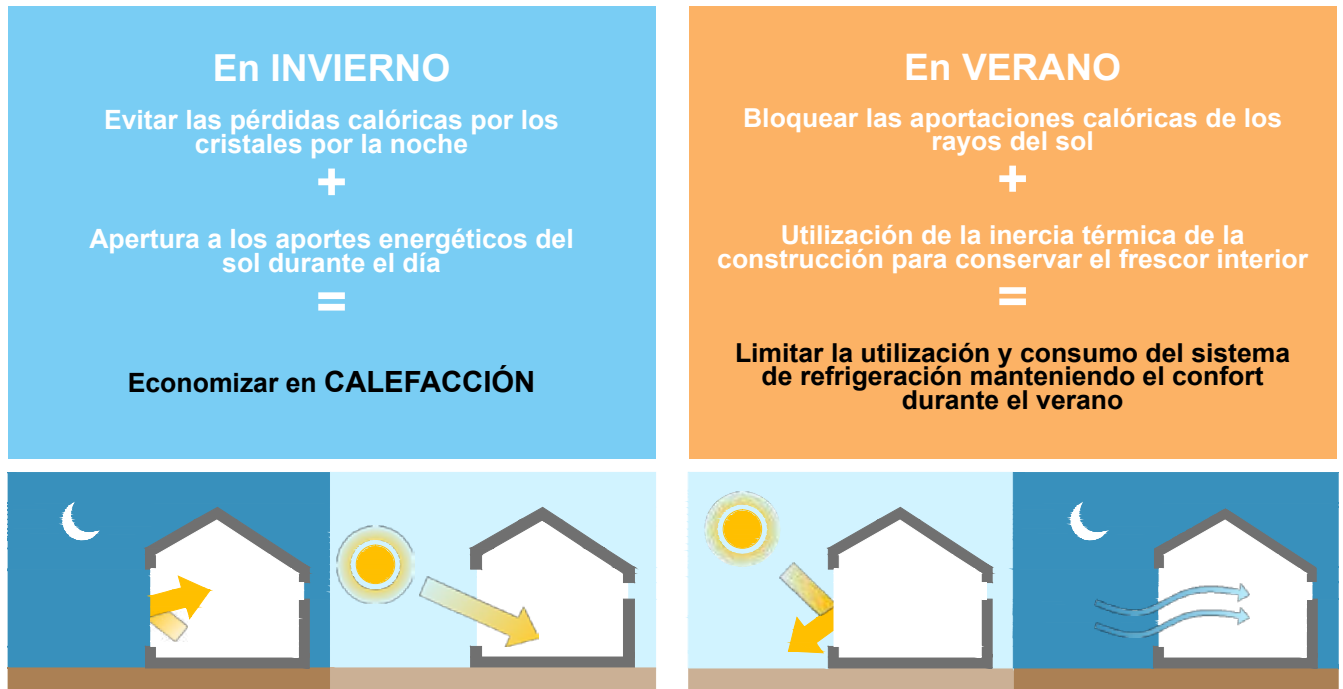 En INVIERNO
Evitar las pérdidas calóricas por los
cristales por la noche
+
Apertura a los aportes energéticos del
sol durante el día
=
Economizar en CALEFACCIÓN
En VERANO
Bloquear las aportaciones calóricas de los
rayos del sol
+
Utilización de la inercia térmica de la
construcción para conservar el frescor interior
=
Limitar la utilización y consumo del sistema
de refrigeración manteniendo el confort
durante el verano